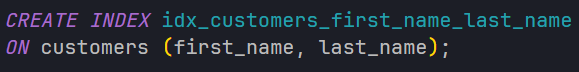 CREATE INDEX idx_customers_first_name_last_name
ON customers (first_name, last_name);